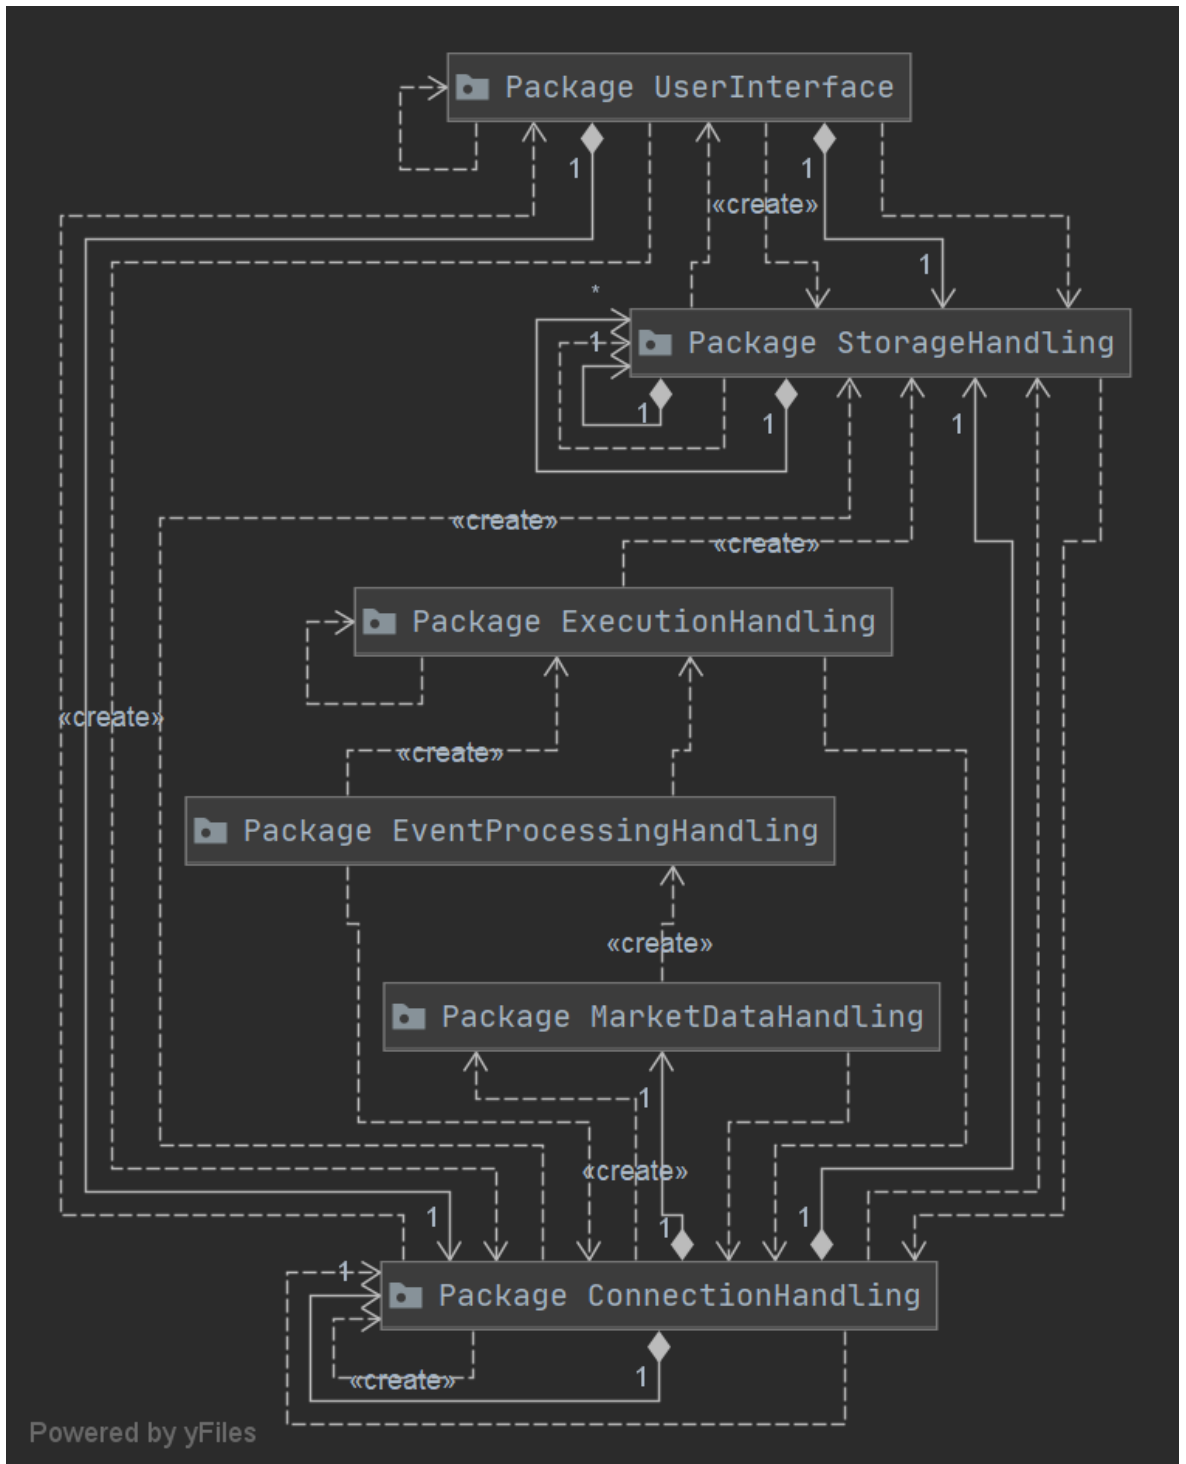 Package UserInterface
1
1
«create»
1
*
1
Package StorageHandling
1
1
1
«create»
«create»
Package ExecutionHandling
«create»
«create»
Package EventProcessingHandling
«create»
Package MarketDataHandling
1
«create»
1
1
1
1
Package ConnectionHandling
1
«create»
Powered by yFiles